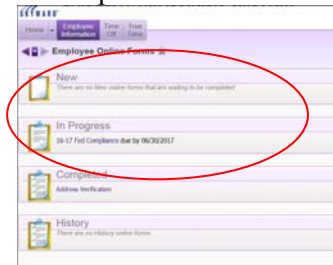 SKYWARD
Home Employee Information Time Off True Time
Employee Online Forms
New
There are no New online forms that are waiting to be completed
In Progress
16-17 Fed Compliance due by 06/30/2017
Completed
Address Verification
History
There are no History online forms